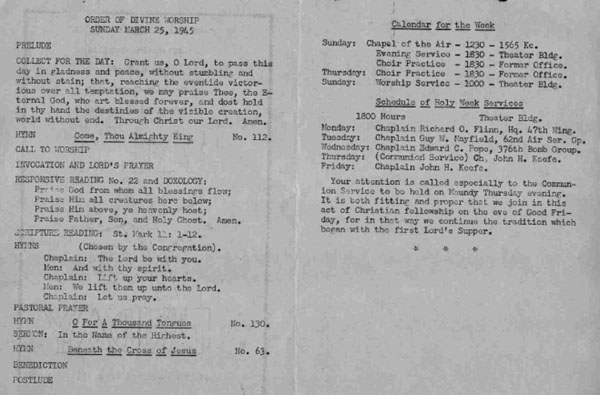 ORDER OF DIVINE WORSHIP
SUNDAY MARCH 25, 1945
PRELUDE
COLLECT FOR THE DAY: Grant us, O Lord, to pass this
day in gladness and peace, without stumbling and
without stain; that, reaching the eventide victor-
ious over all temptation, we may praise Thee, the E-
ternal God, who art blessed forever, and dost hold
in thy hand the destinies of the visible creation,
world without end. Through Christ our Lord. Amen.
HYMN Come, Thou Almighty King No. 112.
CALL TO WORSHIP
INVOCATION AND LORD'S PRAYER
RESPONSIVE READING No. 22 and DOXOLOGY:
Praise God from whom all blessings flow;
Praise Him all creatures here below;
Praise Him above, ye heavenly host;
Praise Father, Son, and Holy Ghost. Amen.
SCRIPTURE READING: St. Mark 11: 1-12.
HYMNS (Chosen by the Congregation).
Chaplain: The Lord be with you.
Men: And with thy spirit.
Chaplain: Lift up your hearts.
Men: We lift them up unto the Lord.
Chaplain: Let us pray.
PASTORAL PRAYER
HYMN O For A Thousand Tongues No. 130.
SERMON: In the Name of the Highest.
HYMN Beneath the Cross of Jesus No. 63.
BENEDICTION
POSTLUDE
Calendar for the Week
Sunday: Chapel of the Air - 1230 - 1565 Kc.
Evening Service - 1830 - Theater Bldg.
Choir Practice - 1830 - Former Office.
Thursday: Choir Practice - 1830 - Former Office.
Sunday: Worship Service - 1000 - Theater Bldg.
Schedule of Holy Week Services
1800 Hours Theater Bldg.
Monday: Chaplain Richard O. Flinn, Hq. 47th Wing.
Tuesday: Chaplain Guy N. Mayfield, 62nd Air Ser. Gp.
Wednesday: Chaplain Edward C. Pope, 376th Bomb Group.
Thursday: (Communion Service) Ch. John H. Keefe.
Friday: Chaplain John H. Keefe.
Your attention is called especially to the Commun-
ion Service to be held on Maundy Thursday evening.
It is both fitting and proper that we join in this
act of Christian fellowship on the eve of Good Fri-
day, for in that way we continue the tradition which
began with the first Lord's Supper.
* * *